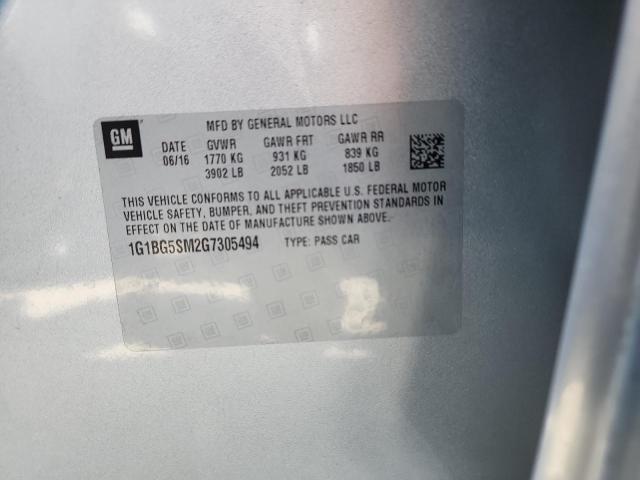 GM
MFD BY GENERAL MOTORS LLC
DATE GVWR GAWR FRT GAWR RR
06/16 1770 KG 931 KG 839 KG
3902 LB 2052 LB 1850 LB
THIS VEHICLE CONFORMS TO ALL APPLICABLE U.S. FEDERAL MOTOR
VEHICLE SAFETY, BUMPER, AND THEFT PREVENTION STANDARDS IN
EFFECT ON THE DATE OF MANUFACTURE SHOWN ABOVE.
1G1BG5SM2G7305494 TYPE: PASS CAR